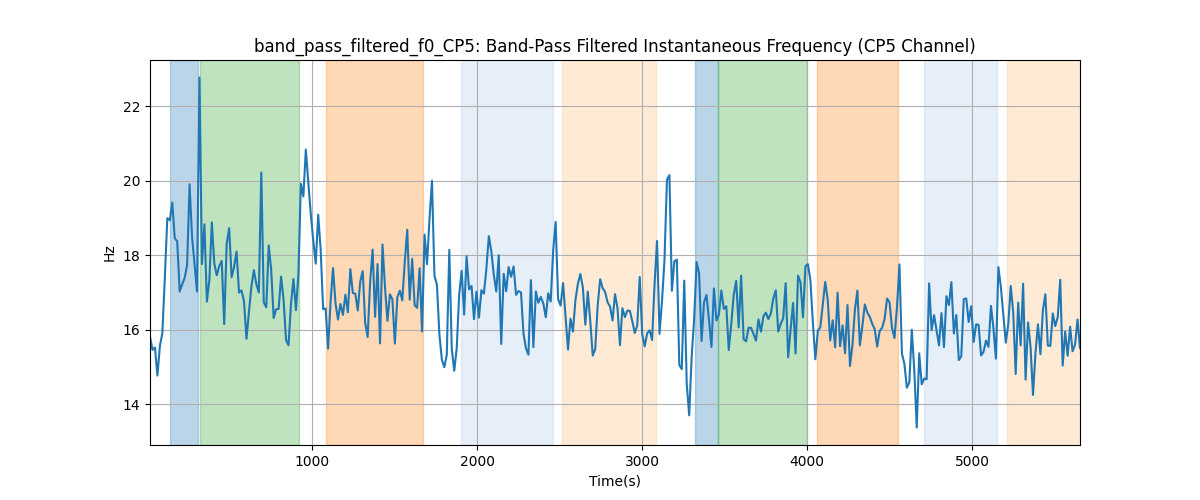 band_pass_filtered_f0_CP5: Band-Pass Filtered Instantaneous Frequency (CP5 Channel)
22
20
18
16
14
Hz
1000 2000 3000 4000 5000
Time(s)